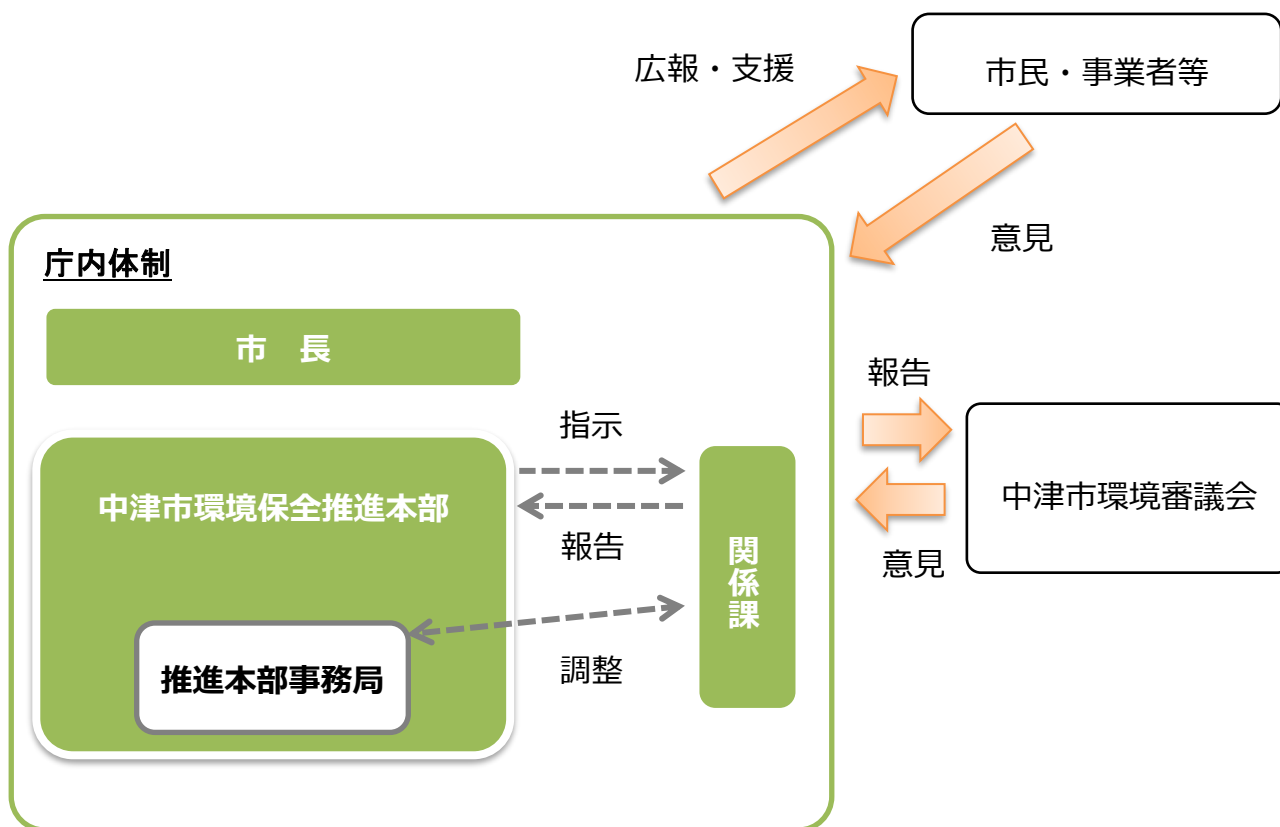 広報・支援
市民・事業者等
意見
庁内体制
市　長
報告
指示
中津市環境保全推進本部
中津市環境審議会
報告
意見
関係課
調整
推進本部事務局